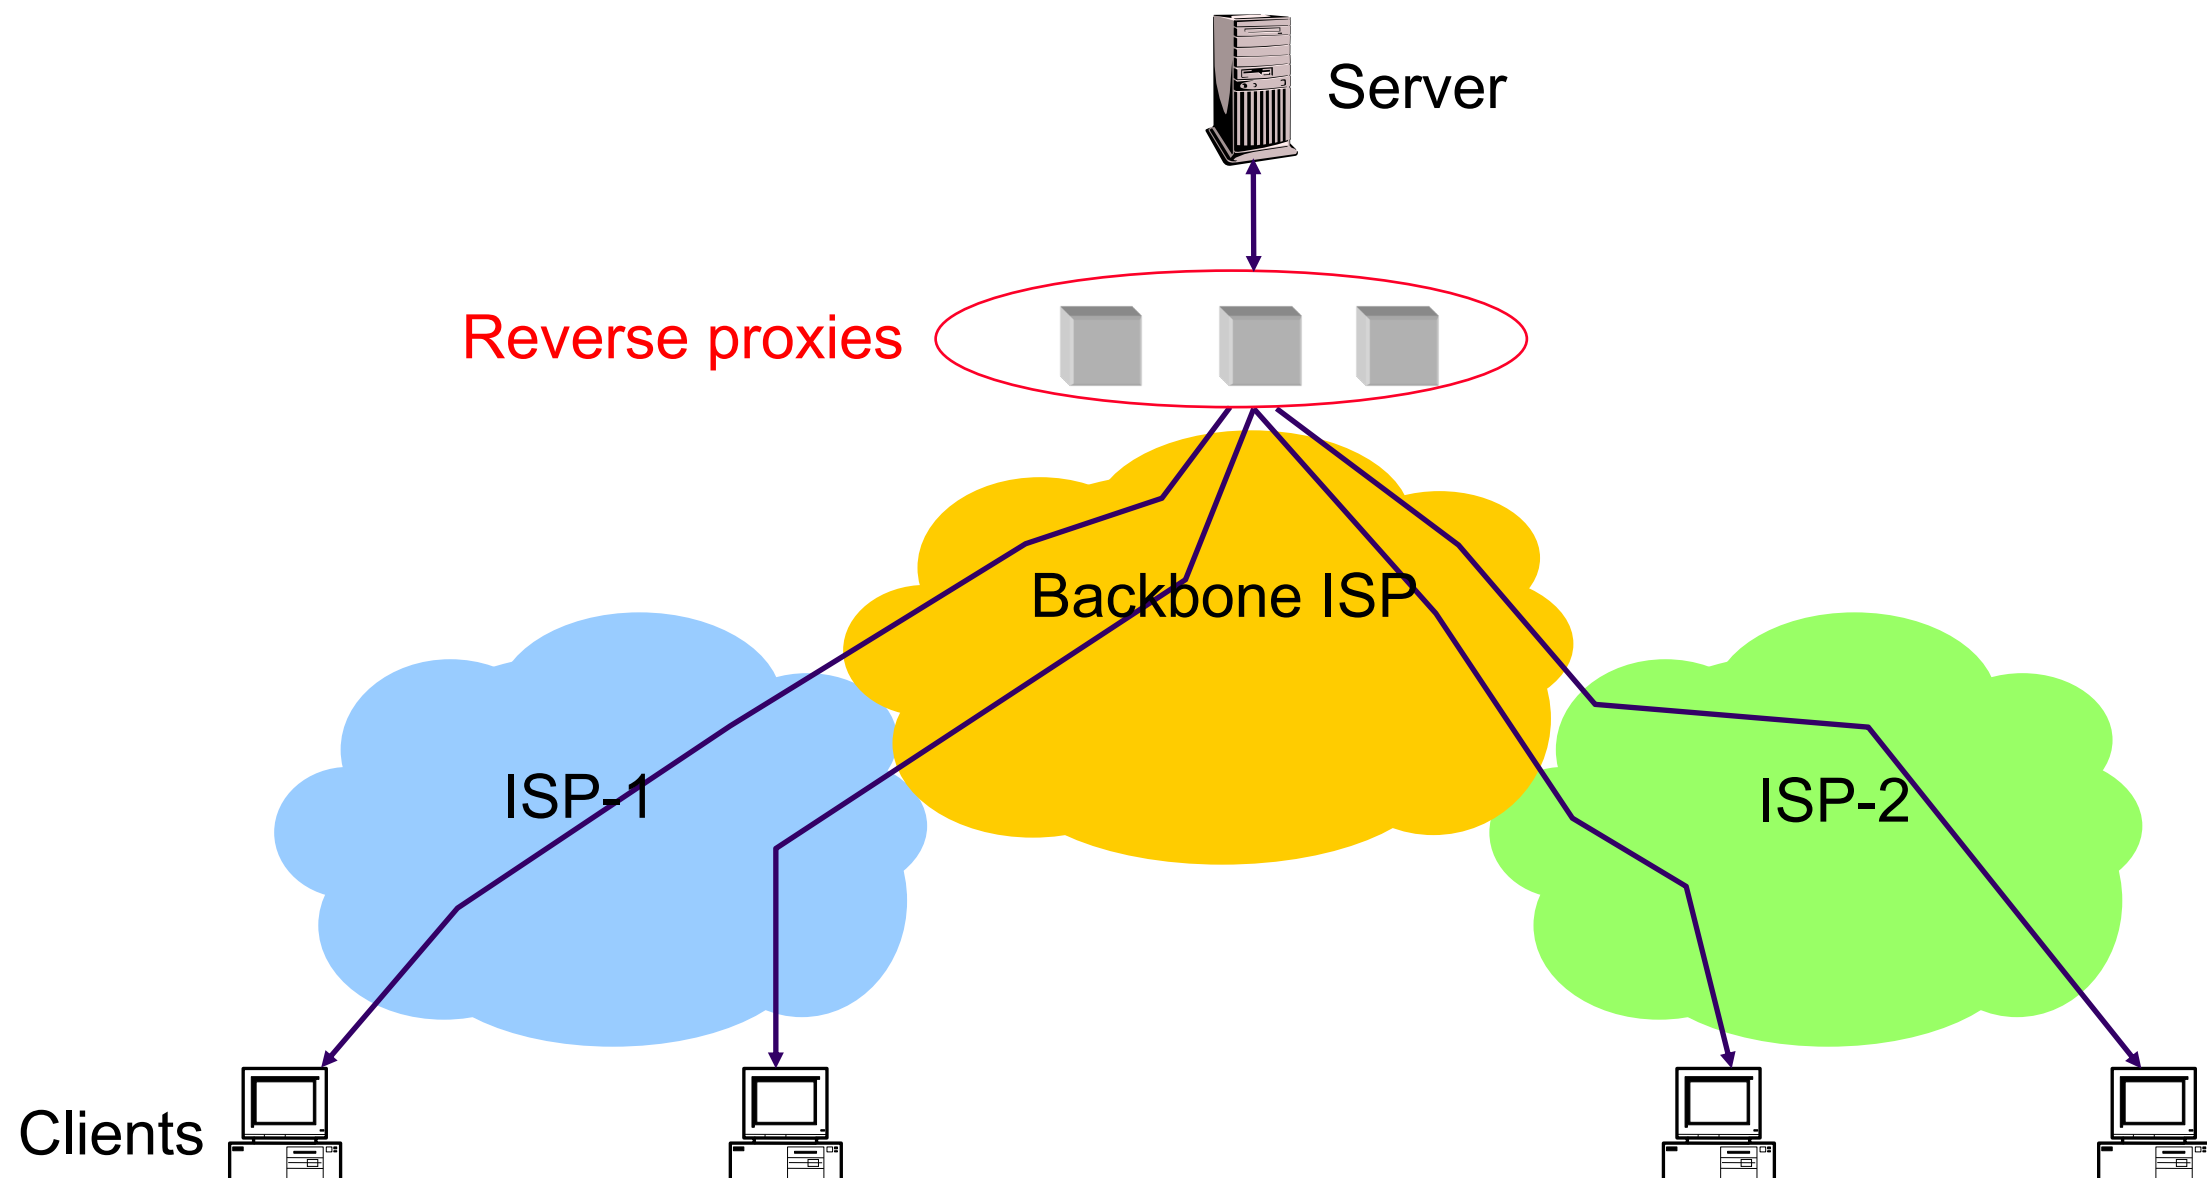 Server
Reverse proxies
Backbone ISP
ISP-1
ISP-2
Clients